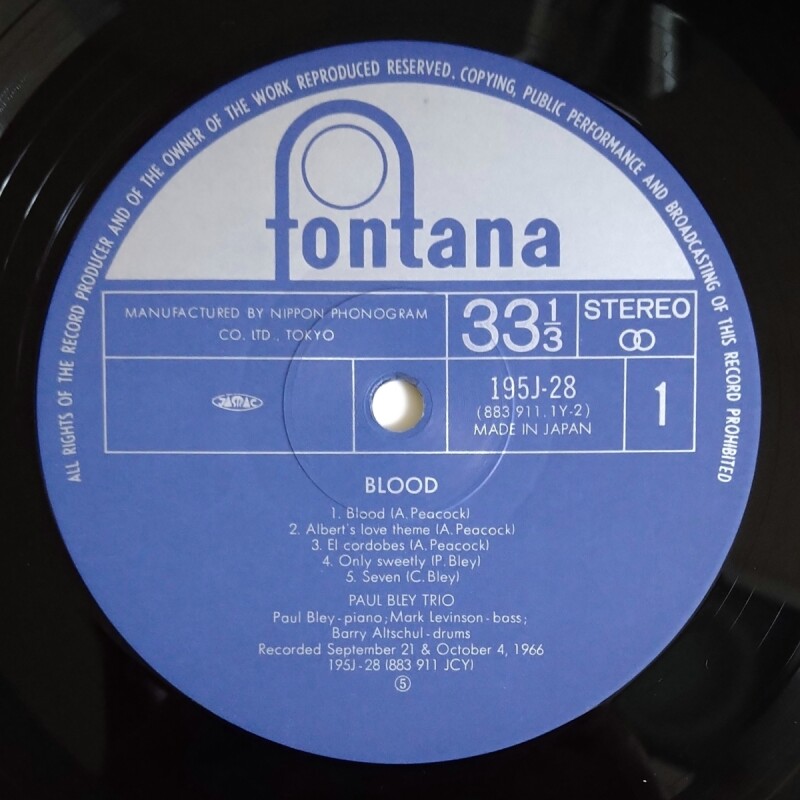 ALL RIGHTS OF THE RECORD PRODUCER AND OF THE OWNER OF THE WORK REPRODUCED RESERVED. COPYING, PUBLIC PERFORMANCE AND BROADCASTING OF THIS RECORD PROHIBITED
fontana
MANUFACTURED BY NIPPON PHONOGRAM
CO. LTD., TOKYO
33 1/3
STEREO
JASRAC
195J-28
(883 911. 1Y-2)
MADE IN JAPAN
1
BLOOD
1. Blood (A. Peacock)
2. Albert's love theme (A. Peacock)
3. El cordobes (A. Peacock)
4. Only sweetly (P. Bley)
5. Seven (C. Bley)
PAUL BLEY TRIO
Paul Bley - piano; Mark Levinson - bass;
Barry Altschul - drums
Recorded September 21 & October 4, 1966
195J-28 (883 911 JCY)
⑤